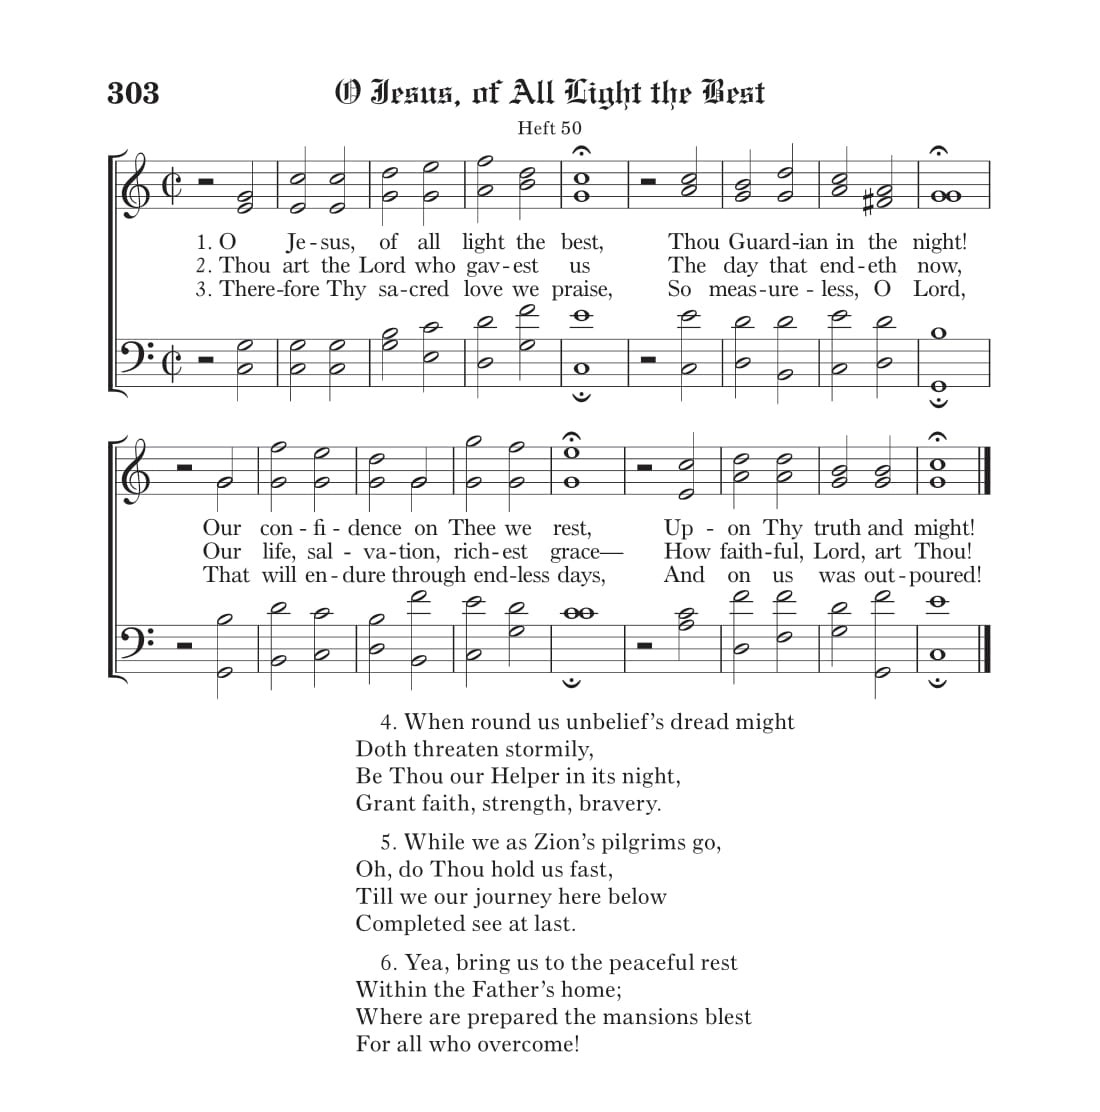 303 O Jesus, of All Light the Best
Heft 50
1. O Je-sus, of all light the best, Thou Guard-ian in the night!
2. Thou art the Lord who gav-est us The day that end-eth now,
3. There-fore Thy sa-cred love we praise, So meas-ure-less, O Lord,
Our con-fi-dence on Thee we rest, Up-on Thy truth and might!
Our life, sal-va-tion, rich-est grace— How faith-ful, Lord, art Thou!
That will en-dure through end-less days, And on us was out-poured!
4. When round us unbelief’s dread might
Doth threaten stormily,
Be Thou our Helper in its night,
Grant faith, strength, bravery.
5. While we as Zion’s pilgrims go,
Oh, do Thou hold us fast,
Till we our journey here below
Completed see at last.
6. Yea, bring us to the peaceful rest
Within the Father’s home;
Where are prepared the mansions blest
For all who overcome!